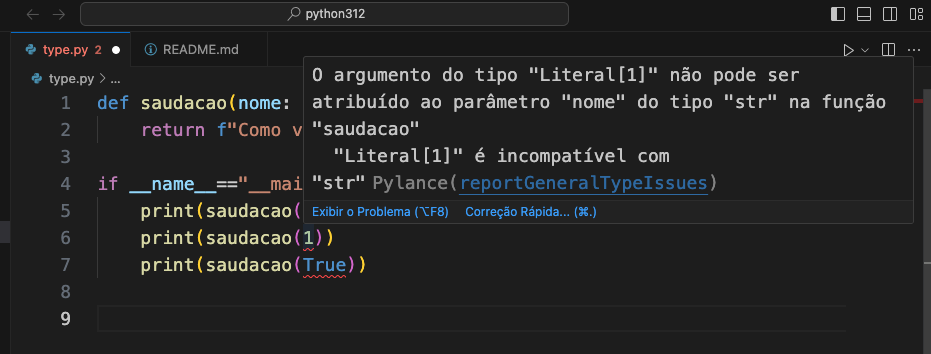 python312
type.py 2
README.md
type.py > ...
O argumento do tipo "Literal[1]" não pode ser
atribuído ao parâmetro "nome" do tipo "str" na função
"saudacao"
"Literal[1]" é incompatível com
"str" Pylance(reportGeneralTypeIssues)
Exibir o Problema (⌥F8) Correção Rápida... (⌘.)
1 def saudacao(nome:
2 return f"Como v
3
4 if __name__=="__mai
5 print(saudacao(
6 print(saudacao(1))
7 print(saudacao(True))
8
9